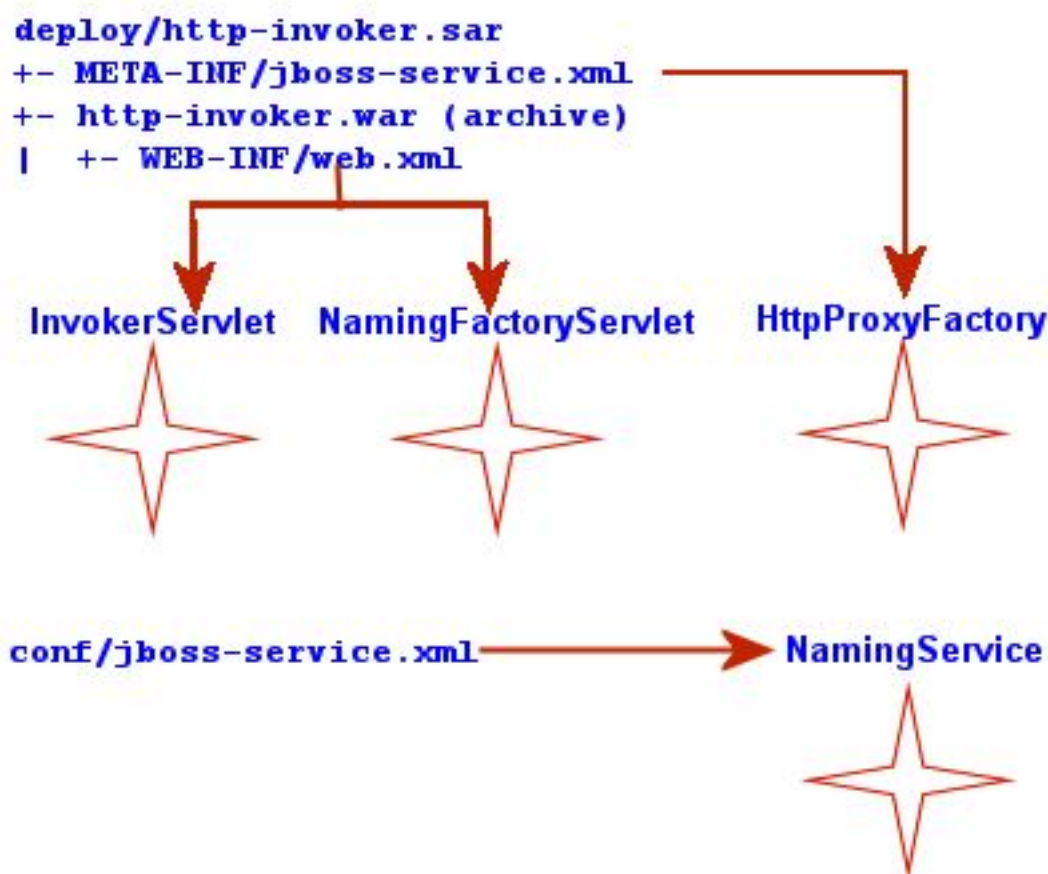 deploy/http-invoker.sar
+- META-INF/jboss-service.xml
+- http-invoker.war (archive)
|  +- WEB-INF/web.xml
InvokerServlet NamingFactoryServlet HttpProxyFactory
conf/jboss-service.xml NamingService